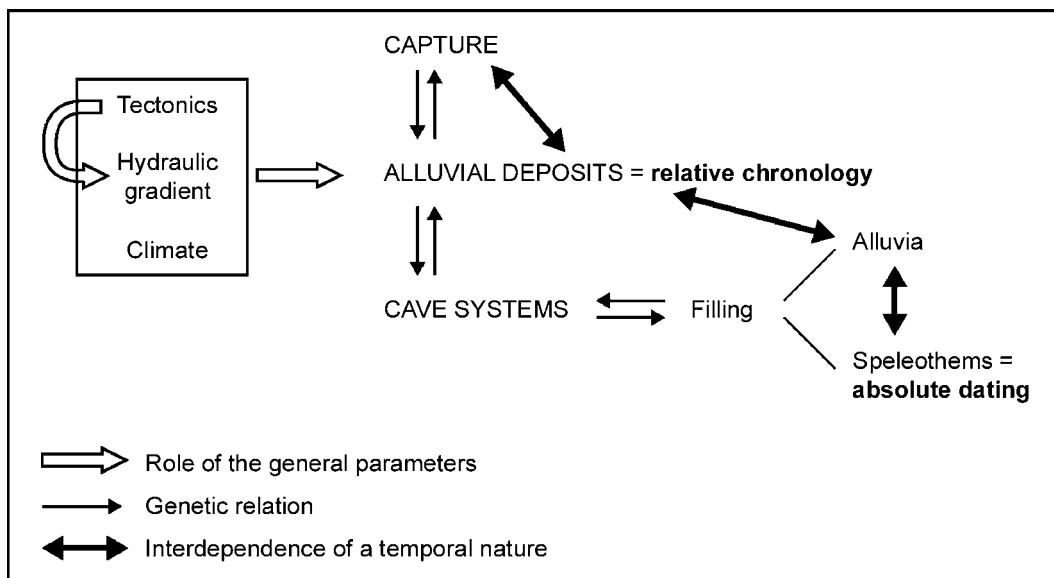 CAPTURE
Tectonics
Hydraulic
gradient
Climate
ALLUVIAL DEPOSITS = relative chronology
Alluvia
CAVE SYSTEMS
Filling
Speleothems =
absolute dating
Role of the general parameters
Genetic relation
Interdependence of a temporal nature